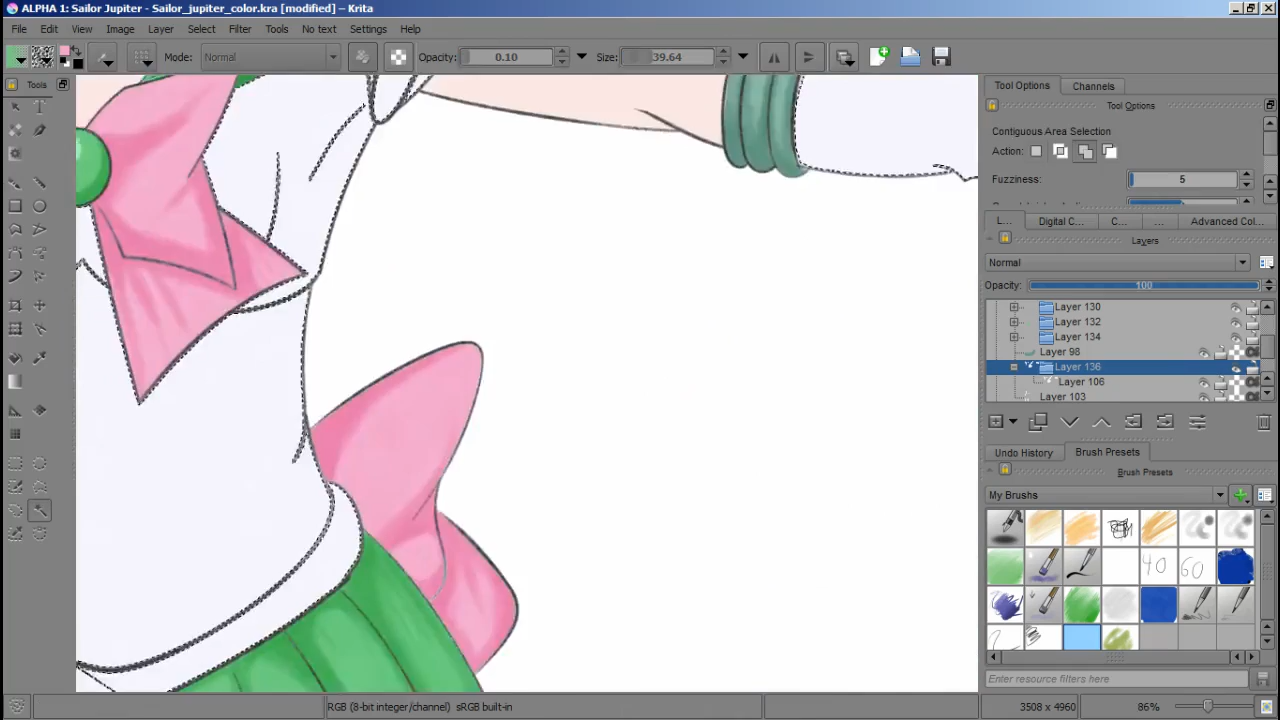 ALPHA 1: Sailor Jupiter - Sailor_jupiter_color.kra [modified] – Krita
File Edit View Image Layer Select Filter Tools No text Settings Help
Mode: Normal Opacity: 0.10 Size: 39.64
Tools
Tool Options Channels
Tool Options
Contiguous Area Selection
Action:
Fuzziness: 5
L... Digital C... C... ... Advanced Col...
Layers
Normal
Opacity: 100
Layer 130
Layer 132
Layer 134
Layer 98
Layer 136
Layer 106
Layer 103
Undo History Brush Presets
Brush Presets
My Brushs
40 60
Enter resource filters here
RGB (8-bit integer/channel) sRGB built-in 3508 x 4960 86%